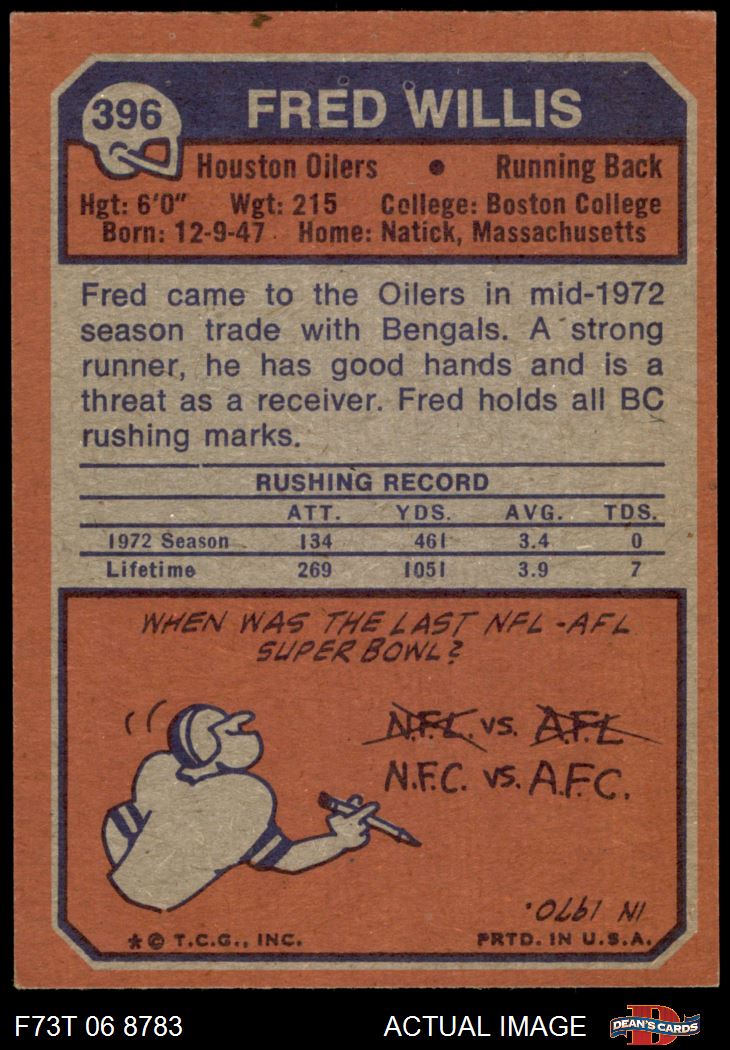 396
FRED WILLIS
Houston Oilers • Running Back
Hgt: 6'0" Wgt: 215 College: Boston College
Born: 12-9-47 Home: Natick, Massachusetts
Fred came to the Oilers in mid-1972
season trade with Bengals. A strong
runner, he has good hands and is a
threat as a receiver. Fred holds all BC
rushing marks.
RUSHING RECORD
ATT. YDS. AVG. TDS.
1972 Season 134 461 3.4 0
Lifetime 269 1051 3.9 7
WHEN WAS THE LAST NFL-AFL
SUPER BOWL?
N.F.L. vs. A.F.L
N.F.C. vs. A.F.C.
IN 1970.
* © T.C.G., INC. PRTD. IN U.S.A.
F73T 06 8783 ACTUAL IMAGE DEAN'S CARDS